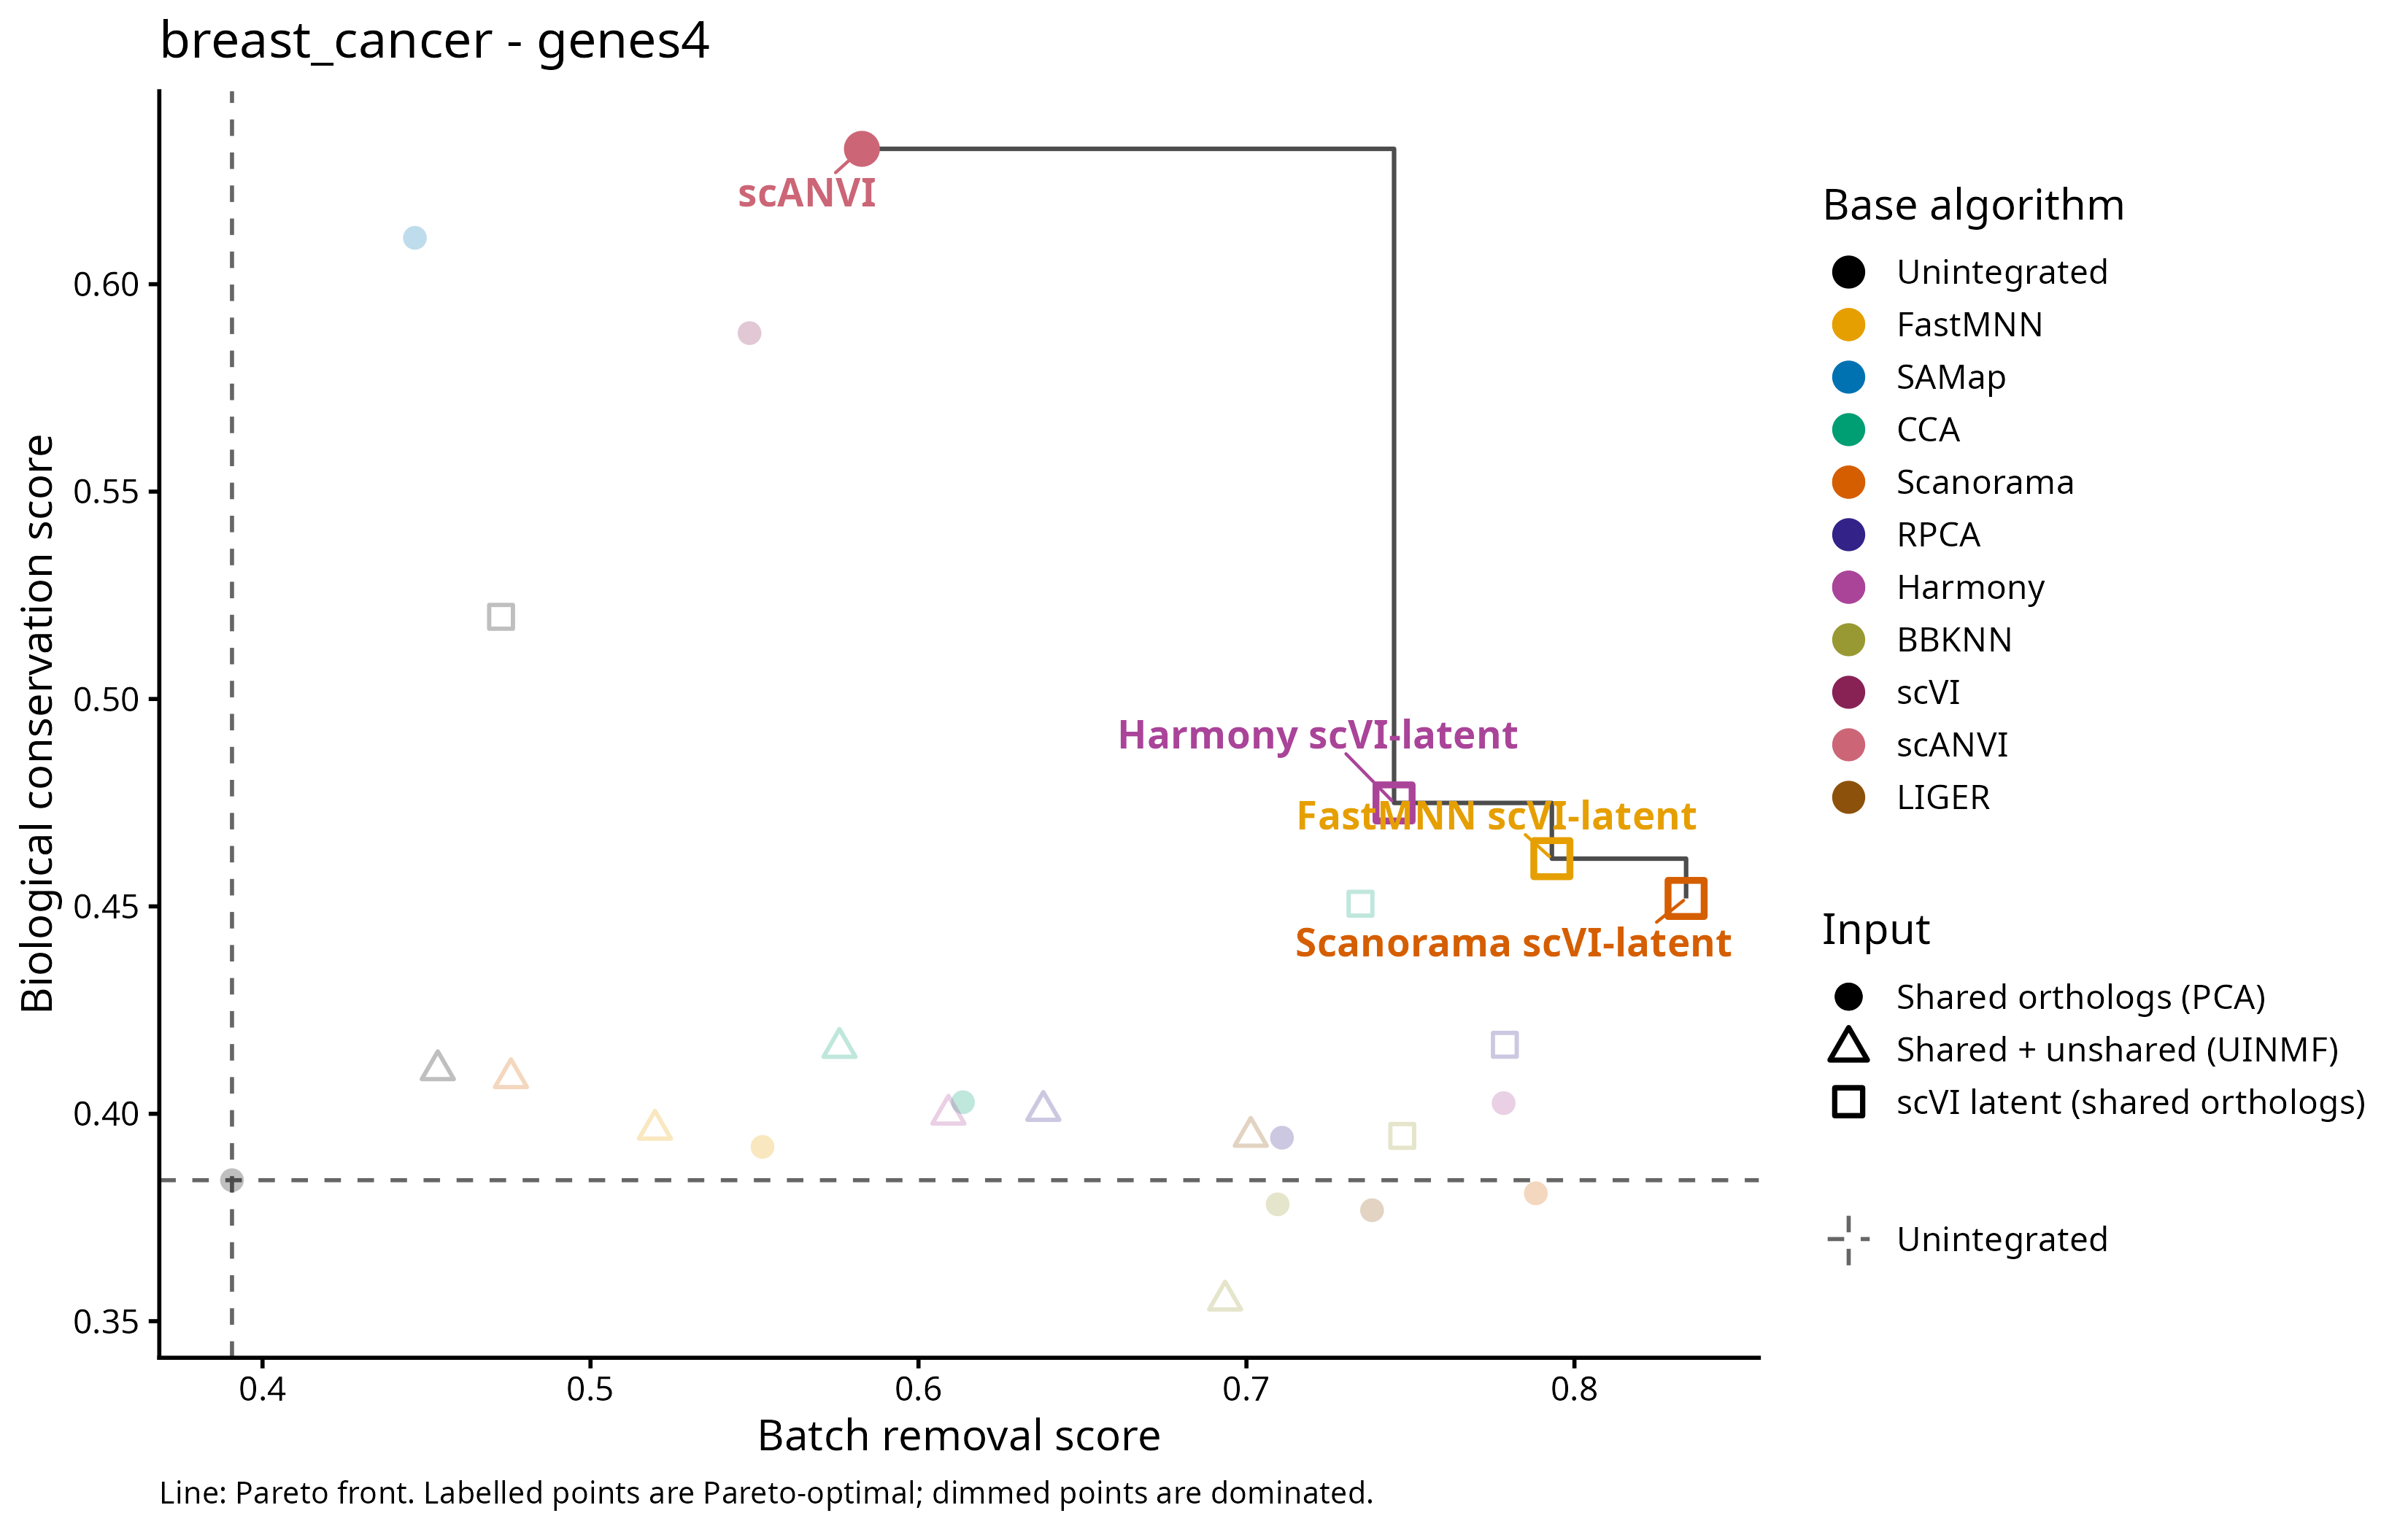 breast_cancer - genes4
Biological conservation score
0.60
0.55
0.50
0.45
0.40
0.35
scANVI
Harmony scVI-latent
FastMNN scVI-latent
Scanorama scVI-latent
0.4
0.5
0.6
0.7
0.8
Batch removal score
Line: Pareto front. Labelled points are Pareto-optimal; dimmed points are dominated.
Base algorithm
Unintegrated
FastMNN
SAMap
CCA
Scanorama
RPCA
Harmony
BBKNN
scVI
scANVI
LIGER
Input
Shared orthologs (PCA)
Shared + unshared (UINMF)
scVI latent (shared orthologs)
Unintegrated